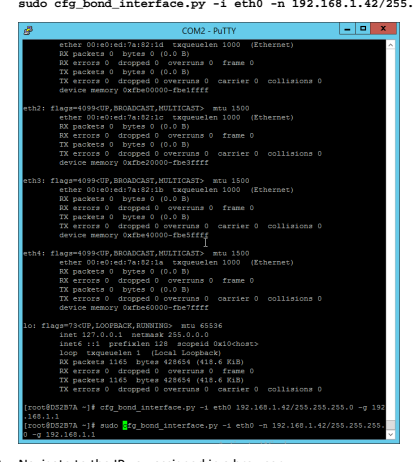 sudo cfg_bond_interface.py -i eth0 -n 192.168.1.42/255.
COM2 - PuTTY
ether 00:e0:ed:7a:82:1d txqueuelen 1000 (Ethernet)
RX packets 0 bytes 0 (0.0 B)
RX errors 0 dropped 0 overruns 0 frame 0
TX packets 0 bytes 0 (0.0 B)
TX errors 0 dropped 0 overruns 0 carrier 0 collisions 0
device memory 0xfbe00000-fbe1ffff
eth2: flags=4099<UP,BROADCAST,MULTICAST> mtu 1500
ether 00:e0:ed:7a:82:1c txqueuelen 1000 (Ethernet)
RX packets 0 bytes 0 (0.0 B)
RX errors 0 dropped 0 overruns 0 frame 0
TX packets 0 bytes 0 (0.0 B)
TX errors 0 dropped 0 overruns 0 carrier 0 collisions 0
device memory 0xfbe20000-fbe3ffff
eth3: flags=4099<UP,BROADCAST,MULTICAST> mtu 1500
ether 00:e0:ed:7a:82:1b txqueuelen 1000 (Ethernet)
RX packets 0 bytes 0 (0.0 B)
RX errors 0 dropped 0 overruns 0 frame 0
TX packets 0 bytes 0 (0.0 B)
TX errors 0 dropped 0 overruns 0 carrier 0 collisions 0
device memory 0xfbe40000-fbe5ffff
eth4: flags=4099<UP,BROADCAST,MULTICAST> mtu 1500
ether 00:e0:ed:7a:82:1a txqueuelen 1000 (Ethernet)
RX packets 0 bytes 0 (0.0 B)
RX errors 0 dropped 0 overruns 0 frame 0
TX packets 0 bytes 0 (0.0 B)
TX errors 0 dropped 0 overruns 0 carrier 0 collisions 0
device memory 0xfbe60000-fbe7ffff
lo: flags=73<UP,LOOPBACK,RUNNING> mtu 65536
inet 127.0.0.1 netmask 255.0.0.0
inet6 ::1 prefixlen 128 scopeid 0x10<host>
loop txqueuelen 1 (Local Loopback)
RX packets 1165 bytes 428654 (418.6 KiB)
RX errors 0 dropped 0 overruns 0 frame 0
TX packets 1165 bytes 428654 (418.6 KiB)
TX errors 0 dropped 0 overruns 0 carrier 0 collisions 0
[root@DS2B7A ~]# cfg_bond_interface.py -i eth0 192.168.1.42/255.255.255.0 -g 192
.168.1.1
[root@DS2B7A ~]# sudo cfg_bond_interface.py -i eth0 -n 192.168.1.42/255.255.255.
0 -g 192.168.1.1